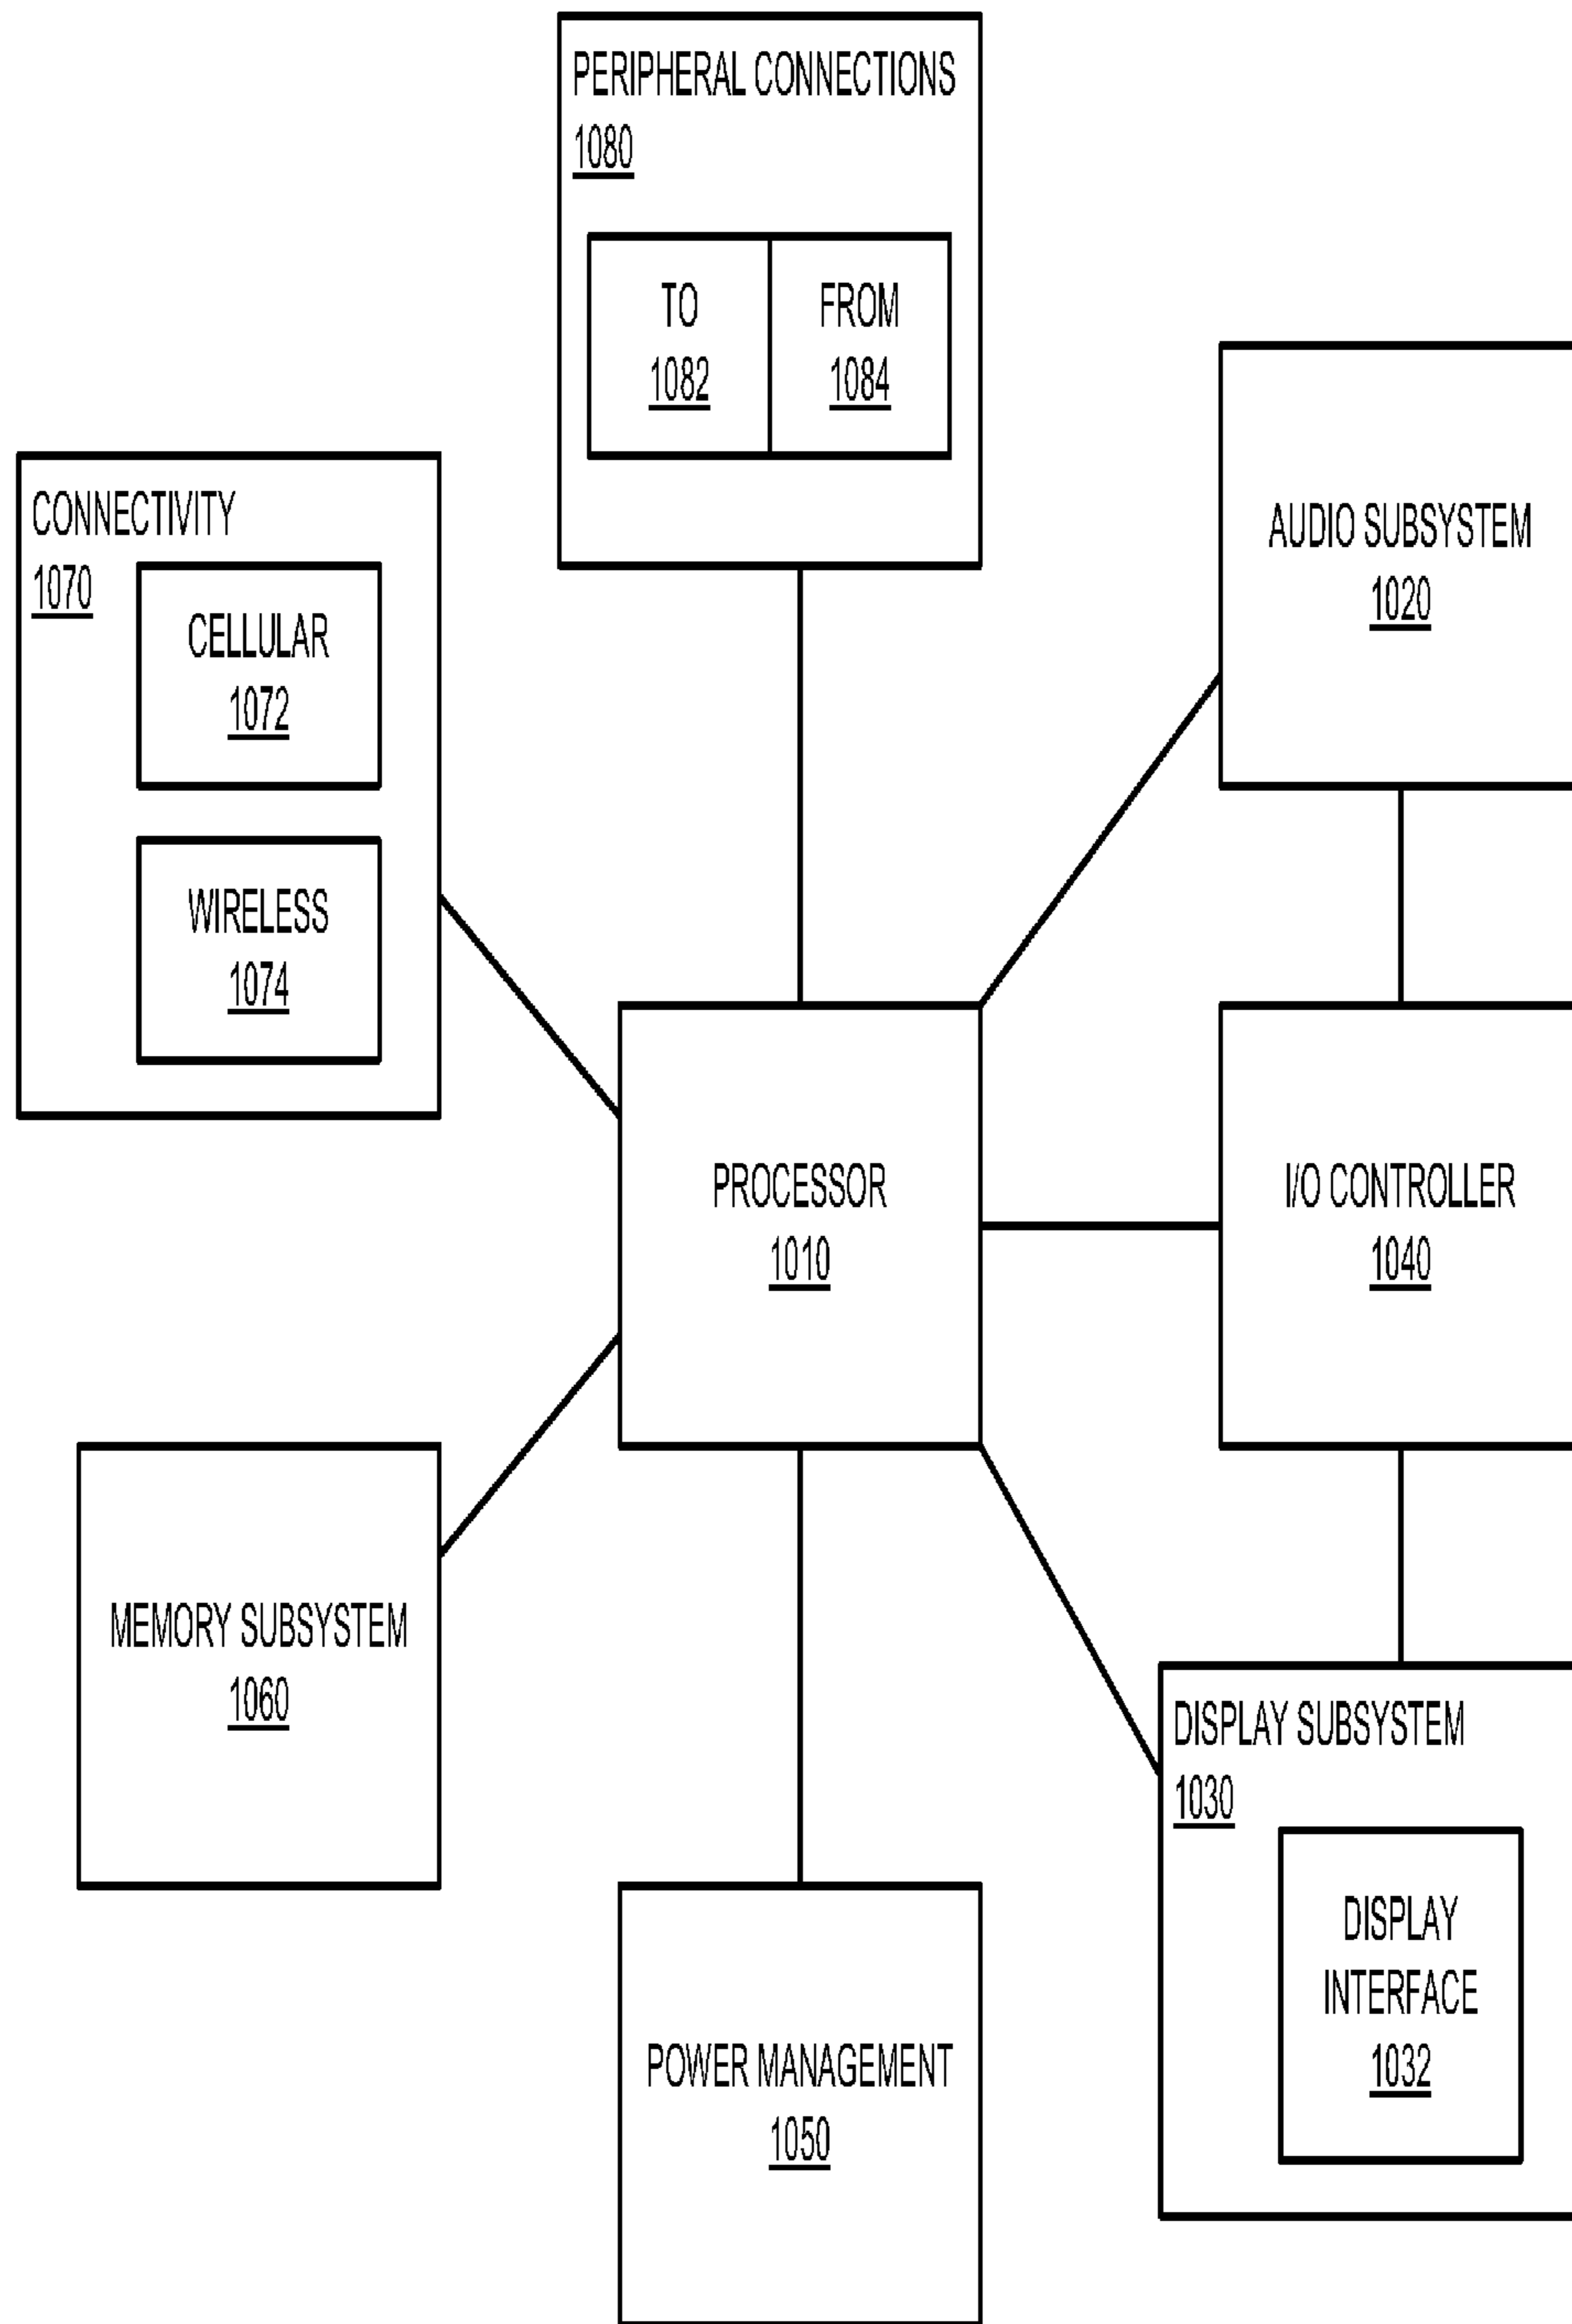 PERIPHERAL CONNECTIONS
1080
TO
1082
FROM
1084
AUDIO SUBSYSTEM
1020
CONNECTIVITY
1070
CELLULAR
1072
WIRELESS
1074
PROCESSOR
1010
I/O CONTROLLER
1040
MEMORY SUBSYSTEM
1060
DISPLAY SUBSYSTEM
1030
DISPLAY
INTERFACE
1032
POWER MANAGEMENT
1050